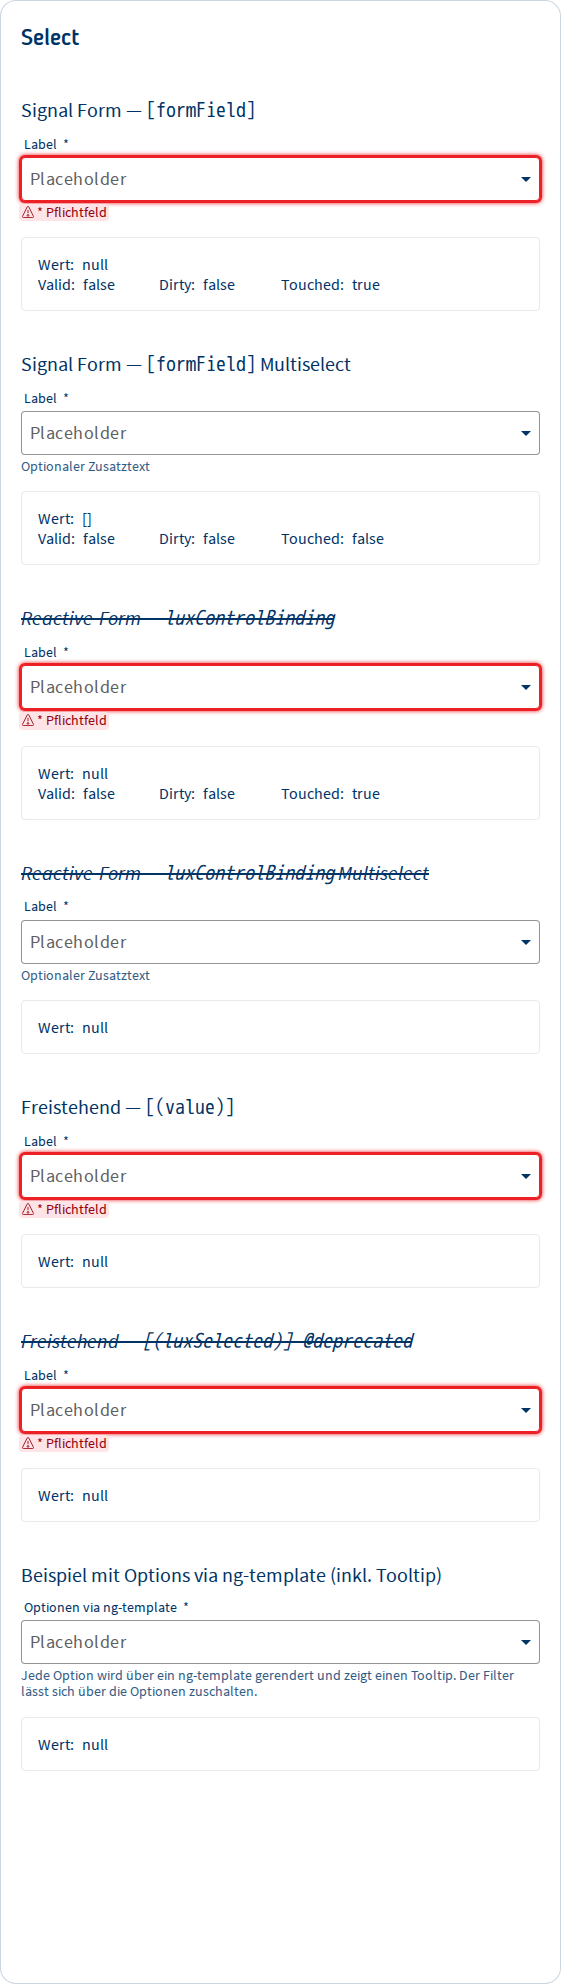 Select
Signal Form — [formField]
Label *
Placeholder
* Pflichtfeld
Wert: null
Valid: false Dirty: false Touched: true
Signal Form — [formField] Multiselect
Label *
Placeholder
Optionaler Zusatztext
Wert: []
Valid: false Dirty: false Touched: false
Reactive Form — luxControlBinding
Label *
Placeholder
* Pflichtfeld
Wert: null
Valid: false Dirty: false Touched: true
Reactive Form — luxControlBinding Multiselect
Label *
Placeholder
Optionaler Zusatztext
Wert: null
Freistehend — [(value)]
Label *
Placeholder
* Pflichtfeld
Wert: null
Freistehend — [(luxSelected)] @deprecated
Label *
Placeholder
* Pflichtfeld
Wert: null
Beispiel mit Options via ng-template (inkl. Tooltip)
Optionen via ng-template *
Placeholder
Jede Option wird über ein ng-template gerendert und zeigt einen Tooltip. Der Filter
lässt sich über die Optionen zuschalten.
Wert: null